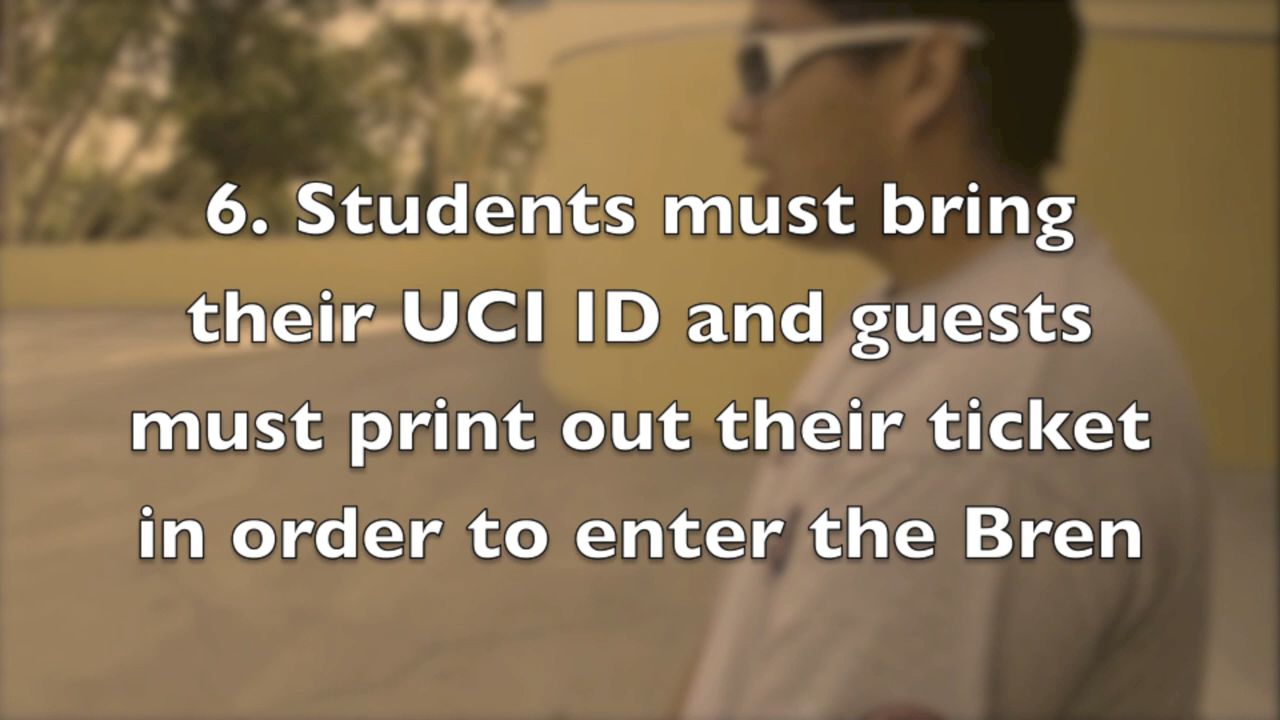 6. Students must bring
their UCI ID and guests
must print out their ticket
in order to enter the Bren